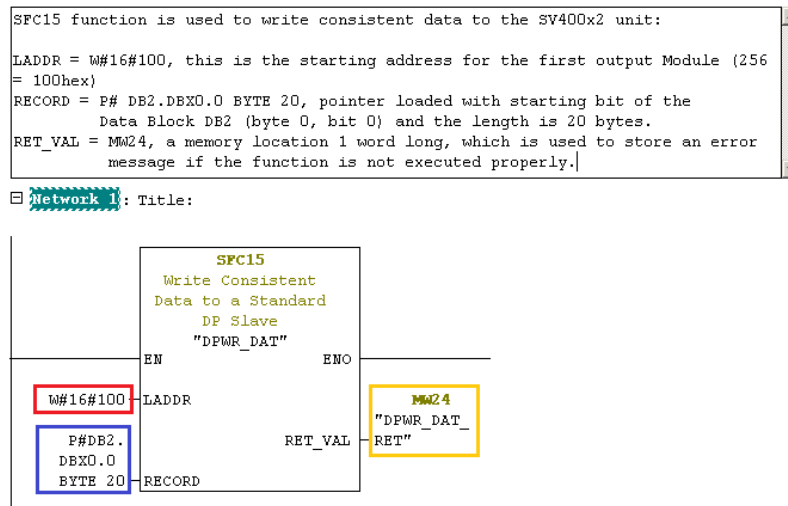 SFC15 function is used to write consistent data to the SV400x2 unit:
LADDR = W#16#100, this is the starting address for the first output Module (256
= 100hex)
RECORD = P# DB2.DBX0.0 BYTE 20, pointer loaded with starting bit of the
Data Block DB2 (byte 0, bit 0) and the length is 20 bytes.
RET_VAL = MW24, a memory location 1 word long, which is used to store an error
message if the function is not executed properly.
Network 1: Title:
SFC15
Write Consistent
Data to a Standard
DP Slave
"DPWR_DAT"
EN ENO
W#16#100 LADDR
MW24
"DPWR_DAT_
RET_VAL RET"
P#DB2.
DBX0.0
BYTE 20 RECORD